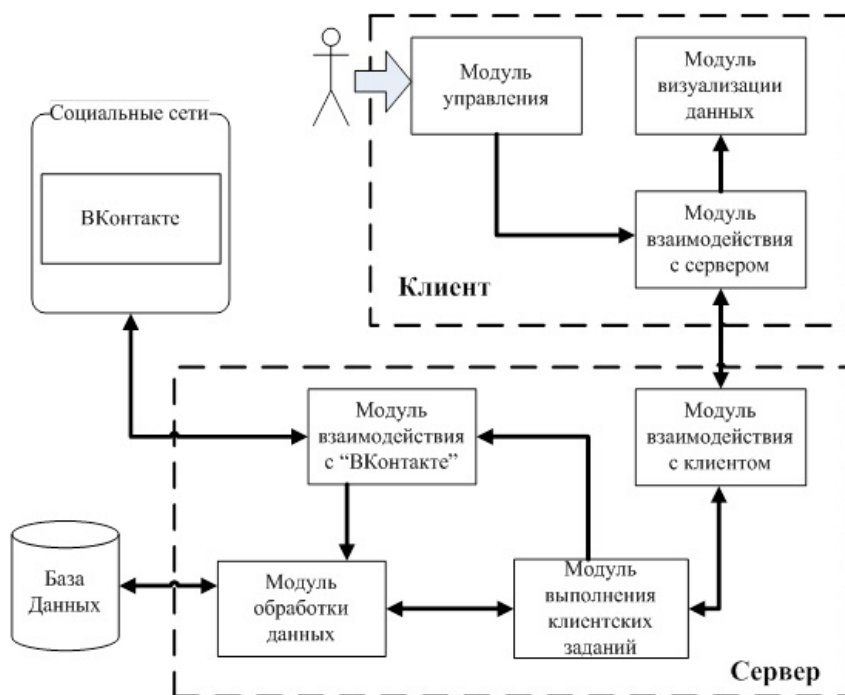 Модуль
управления
Модуль
визуализации
данных
Социальные сети
ВКонтакте
Модуль
взаимодействия
с сервером
Клиент
Модуль
взаимодействия
с “ВКонтакте”
Модуль
взаимодействия
с клиентом
База
Данных
Модуль
обработки
данных
Модуль
выполнения
клиентских
заданий
Сервер